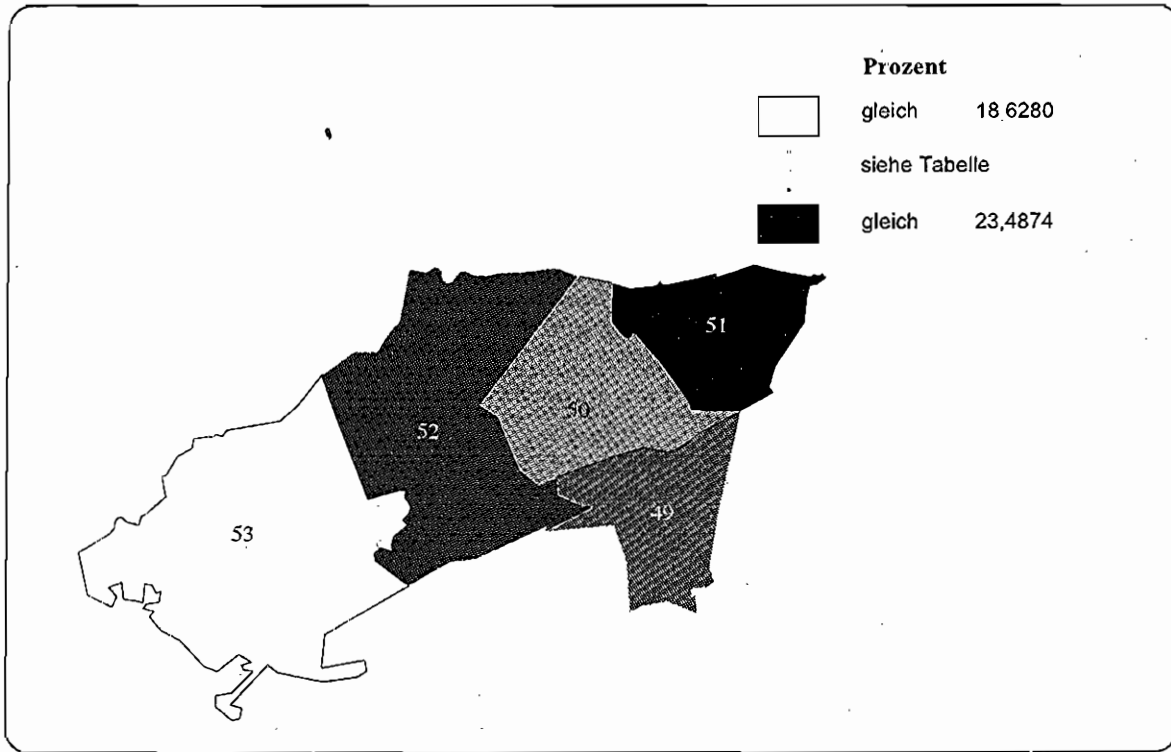 Prozent
gleich 18.6280
siehe Tabelle
gleich 23,4874
51
50
52
49
53